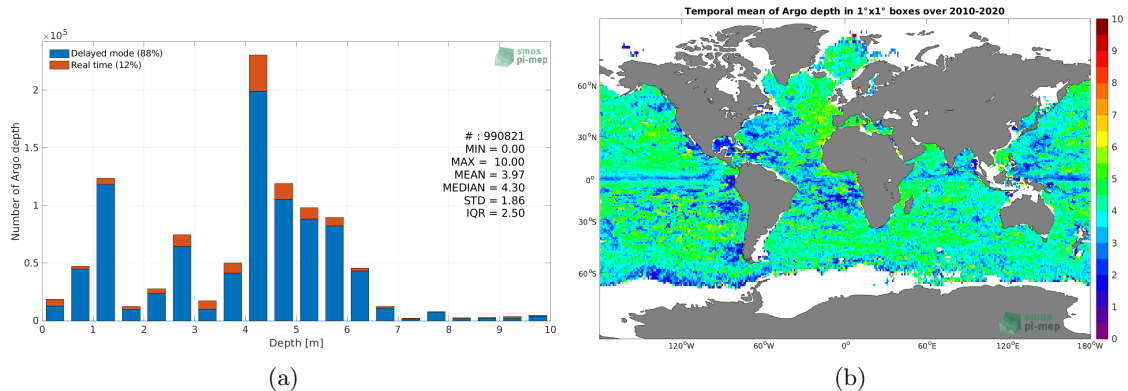 ×10⁵
Delayed mode (88%)
Real time (12%)
smos
pi-mep
2
1.5
1
0.5
0
Number of Argo depth
# : 990821
MIN = 0.00
MAX = 10.00
MEAN = 3.97
MEDIAN = 4.30
STD = 1.86
IQR = 2.50
0 1 2 3 4 5 6 7 8 9 10
Depth [m]
(a)
Temporal mean of Argo depth in 1°x1° boxes over 2010-2020
60°N
30°N
0°
30°S
60°S
120°W 60°W 0° 60°E 120°E 180°W
smos
pi-mep
10
9
8
7
6
5
4
3
2
1
0
(b)